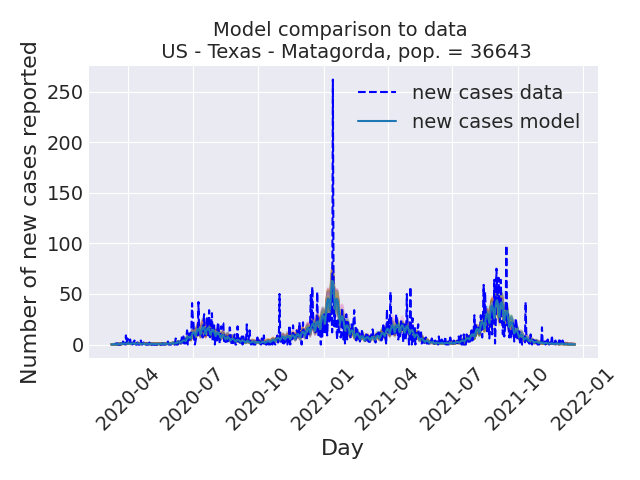 Model comparison to data
US - Texas - Matagorda, pop. = 36643
Number of new cases reported
250
200
150
100
50
0
new cases data
new cases model
2020-04
2020-07
2020-10
2021-01
2021-04
2021-07
2021-10
2022-01
Day